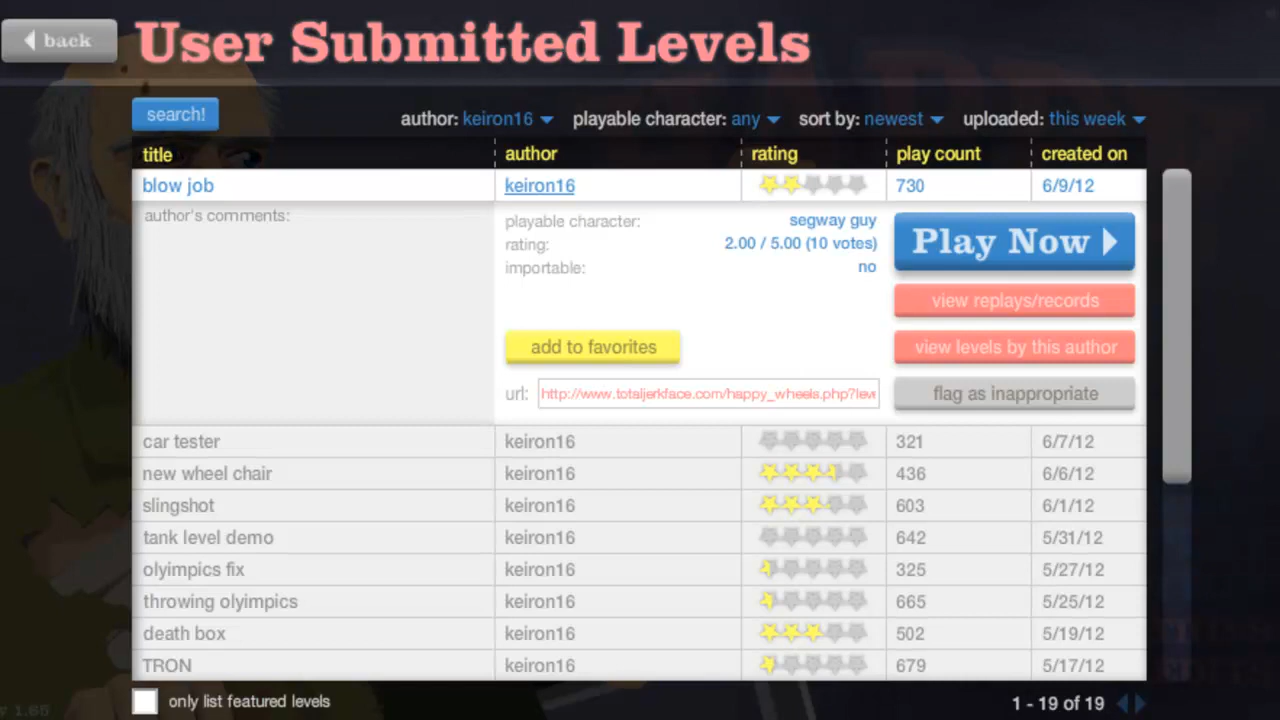 back
User Submitted Levels
search!
author: keiron16 playable character: any sort by: newest uploaded: this week
title author rating play count created on
blow job keiron16 730 6/9/12
author's comments:
playable character: segway guy
rating: 2.00 / 5.00 (10 votes)
importable: no
Play Now
view replays/records
add to favorites
view levels by this author
url: http://www.totaljerkface.com/happy_wheels.php?lev
flag as inappropriate
car tester keiron16 321 6/7/12
new wheel chair keiron16 436 6/6/12
slingshot keiron16 603 6/1/12
tank level demo keiron16 642 5/31/12
olyimpics fix keiron16 325 5/27/12
throwing olyimpics keiron16 665 5/25/12
death box keiron16 502 5/19/12
TRON keiron16 679 5/17/12
only list featured levels
1 - 19 of 19